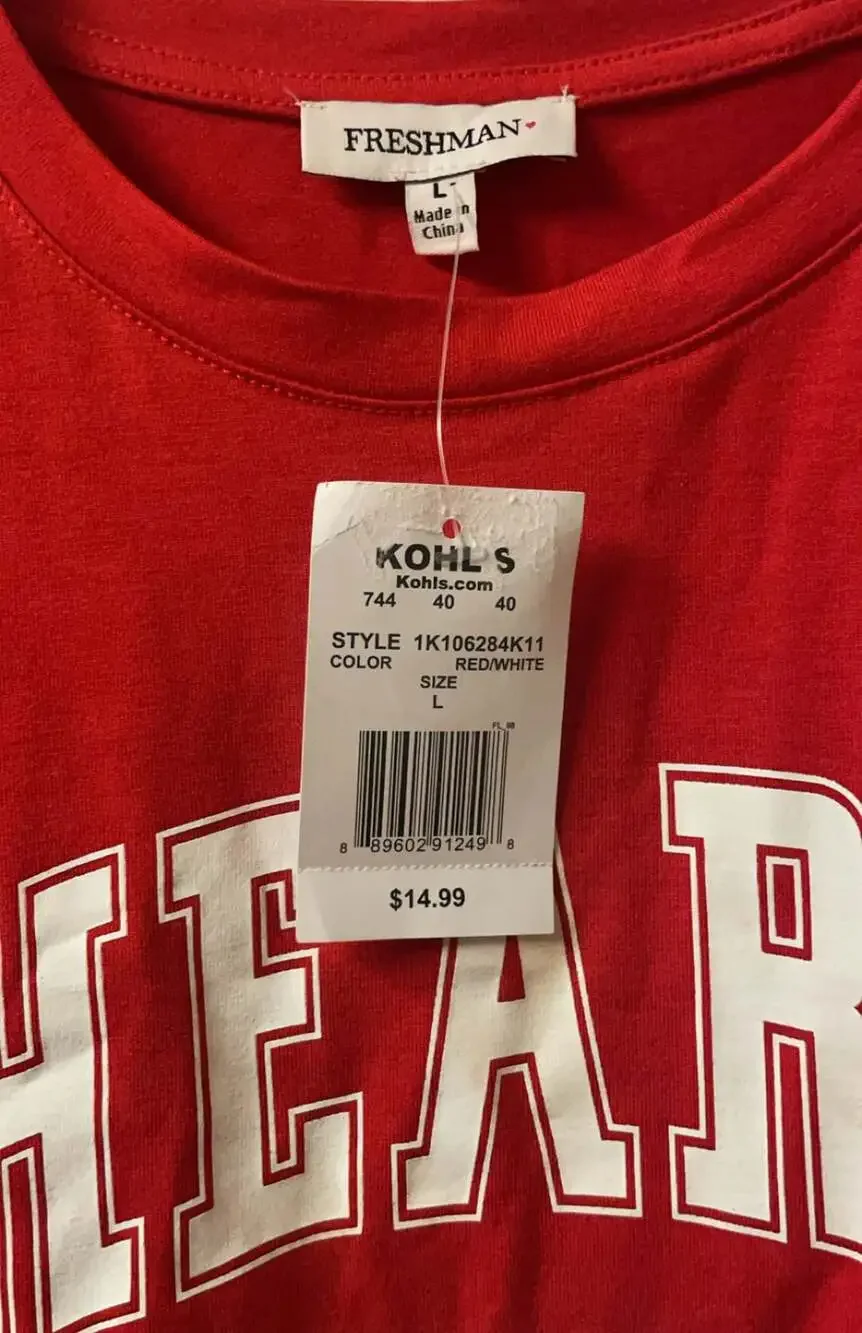 FRESHMAN
L
Made in
China
KOHL'S
Kohls.com
744 40 40
STYLE 1K106284K11
COLOR RED/WHITE
SIZE
L
FL_98
8 89602 91249 8
$14.99
HEAR